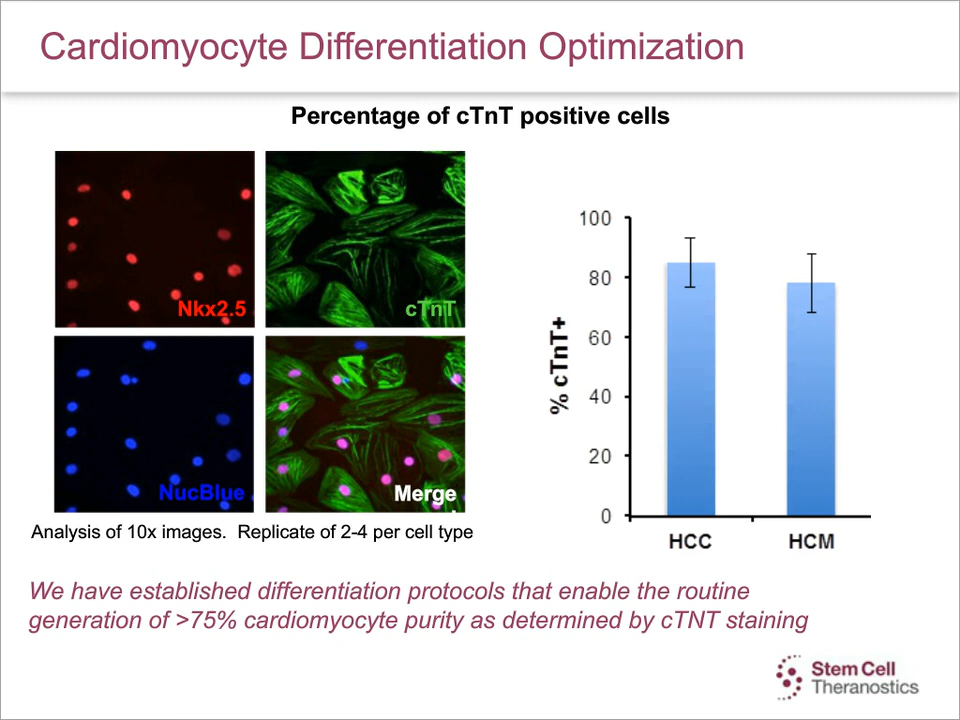 Cardiomyocyte Differentiation Optimization
Percentage of cTnT positive cells
Nkx2.5
cTnT
NucBlue
Merge
Analysis of 10x images.  Replicate of 2-4 per cell type
% cTnT+
100
80
60
40
20
0
HCC
HCM
We have established differentiation protocols that enable the routine
generation of >75% cardiomyocyte purity as determined by cTNT staining
Stem Cell
Theranostics